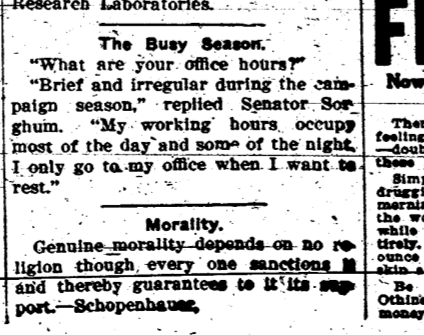 Research Laboratories.
The Busy Season.
"What are your office hours?"
"Brief and irregular during the cam-
paign season," replied Senator Sor-
ghum. "My working hours occupy
most of the day and some of the night.
I only go to my office when I want to
rest."
Morality.
Genuine morality depends on no re-
ligion though every one sanctions it
and thereby guarantees to it its sup-
port.—Schopenhauer.
F
Now
Ther
feeling
—doub
these
Simp
druggi
morni
the w
while
tirely.
ounce
skin a
Be
Othine
money